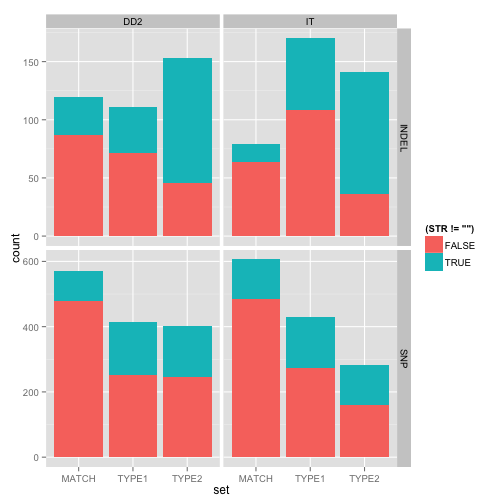 DD2 IT
150
100
50
0
INDEL
count
600
400
200
0
SNP
MATCH TYPE1 TYPE2 MATCH TYPE1 TYPE2
set
(STR != "")
FALSE
TRUE